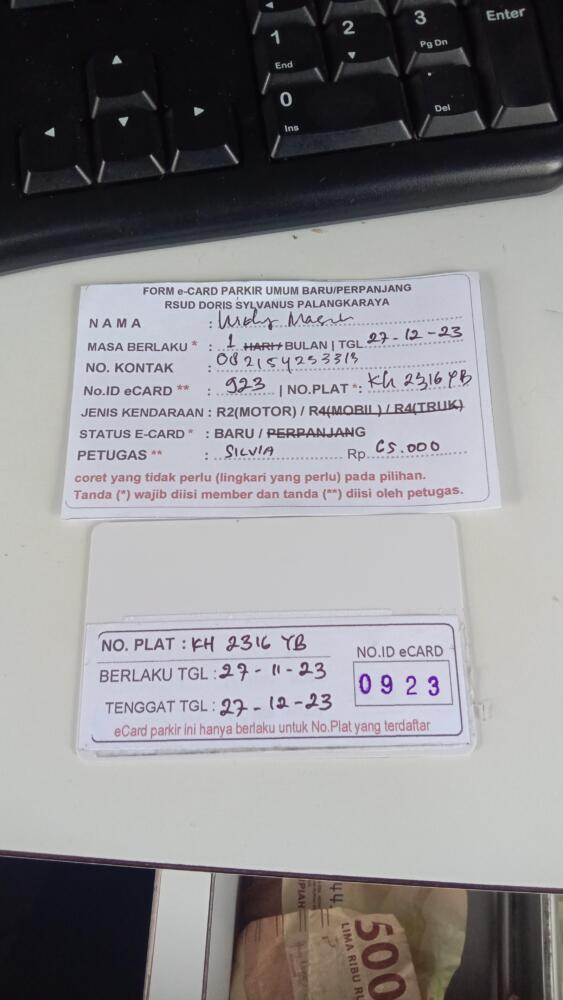 Enter
1
End
2
3
Pg Dn
0
Ins
.
Del
FORM e-CARD PARKIR UMUM BARU/PERPANJANG
RSUD DORIS SYLVANUS PALANGKARAYA
NAMA :
MASA BERLAKU * : 1 HARI/ BULAN | TGL 27-12-23
NO. KONTAK : 082154253313
No.ID eCARD ** : 923 | NO.PLAT *: KH 2316 YB
JENIS KENDARAAN : R2(MOTOR) / R4(MOBIL) / R4(TRUK)
STATUS E-CARD * : BARU / PERPANJANG
PETUGAS ** : SILVIA Rp. 65.000
coret yang tidak perlu (lingkari yang perlu) pada pilihan.
Tanda (*) wajib diisi member dan tanda (**) diisi oleh petugas.
NO. PLAT : KH 2316 YB
NO.ID eCARD
BERLAKU TGL : 27-11-23
0923
TENGGAT TGL : 27-12-23
eCard parkir ini hanya berlaku untuk No.Plat yang terdaftar
500
LIMA RIBU RU